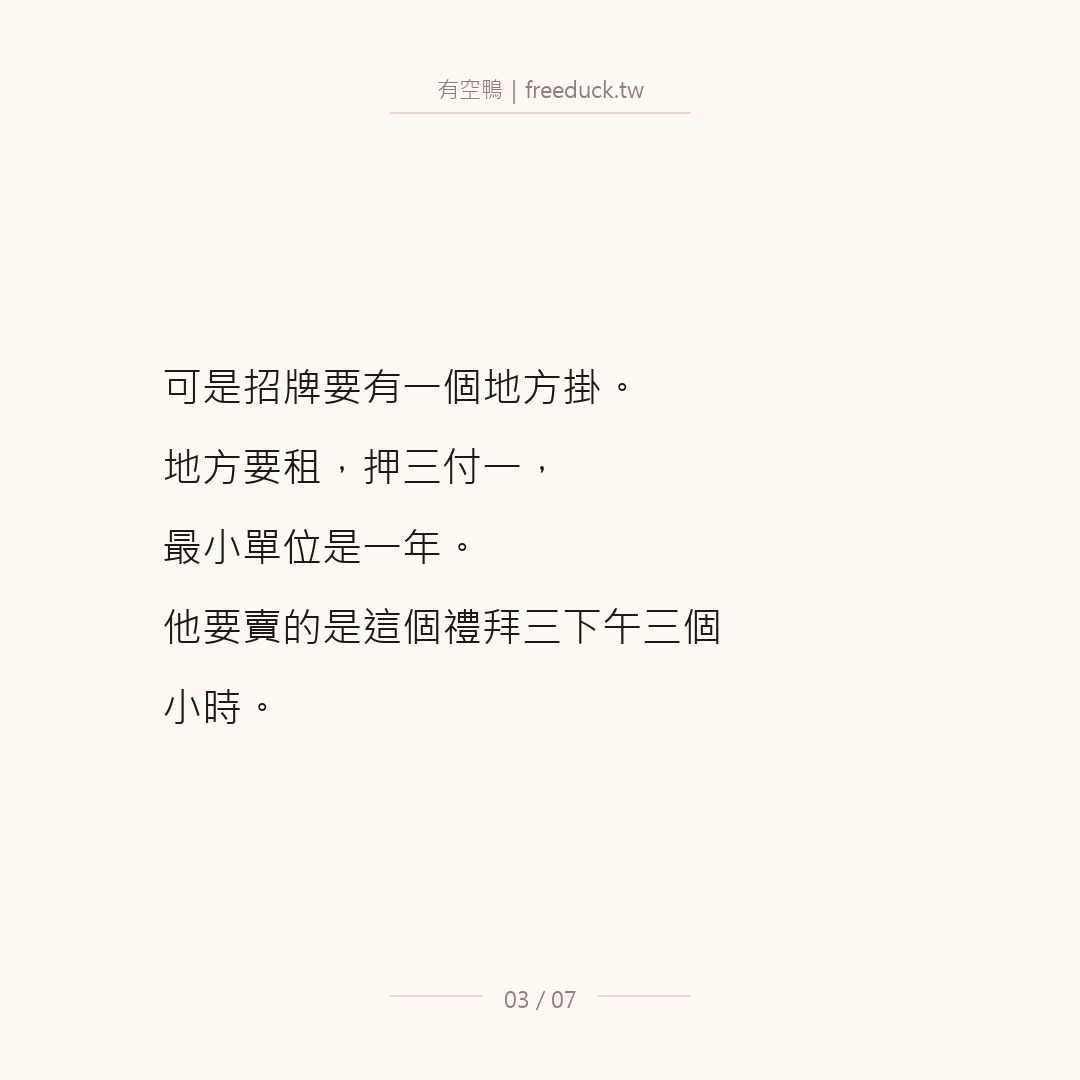 有空鴨 | freeduck.tw
可是招牌要有一個地方掛。
地方要租，押三付一，
最小單位是一年。
他要賣的是這個禮拜三下午三個
小時。
03 / 07